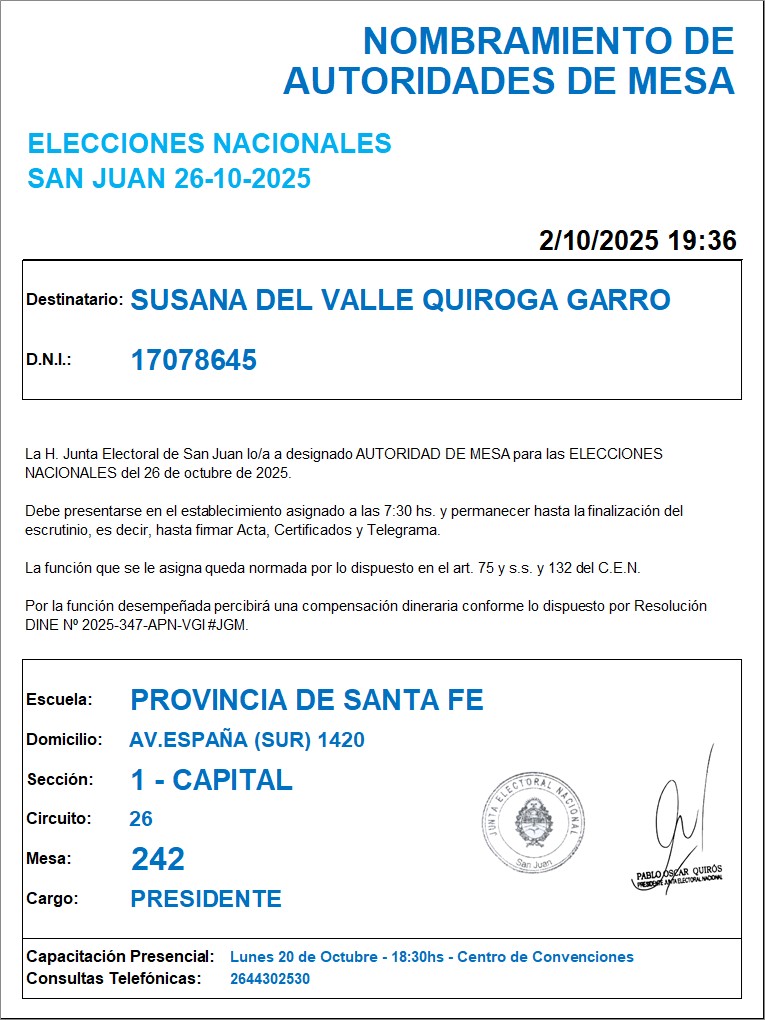 NOMBRAMIENTO DE
AUTORIDADES DE MESA
ELECCIONES NACIONALES
SAN JUAN 26-10-2025
2/10/2025 19:36
Destinatario: SUSANA DEL VALLE QUIROGA GARRO
D.N.I.: 17078645
La H. Junta Electoral de San Juan lo/a a designado AUTORIDAD DE MESA para las ELECCIONES
NACIONALES del 26 de octubre de 2025.
Debe presentarse en el establecimiento asignado a las 7:30 hs. y permanecer hasta la finalización del
escrutinio, es decir, hasta firmar Acta, Certificados y Telegrama.
La función que se le asigna queda normada por lo dispuesto en el art. 75 y s.s. y 132 del C.E.N.
Por la función desempeñada percibirá una compensación dineraria conforme lo dispuesto por Resolución
DINE Nº 2025-347-APN-VGI#JGM.
Escuela: PROVINCIA DE SANTA FE
Domicilio: AV.ESPAÑA (SUR) 1420
Sección: 1 - CAPITAL
Circuito: 26
Mesa: 242
Cargo: PRESIDENTE
JUNTA ELECTORAL NACIONAL
San Juan
PABLO OSCAR QUIRÓS
PRESIDENTE JUNTA ELECTORAL NACIONAL
Capacitación Presencial: Lunes 20 de Octubre - 18:30hs - Centro de Convenciones
Consultas Telefónicas: 2644302530